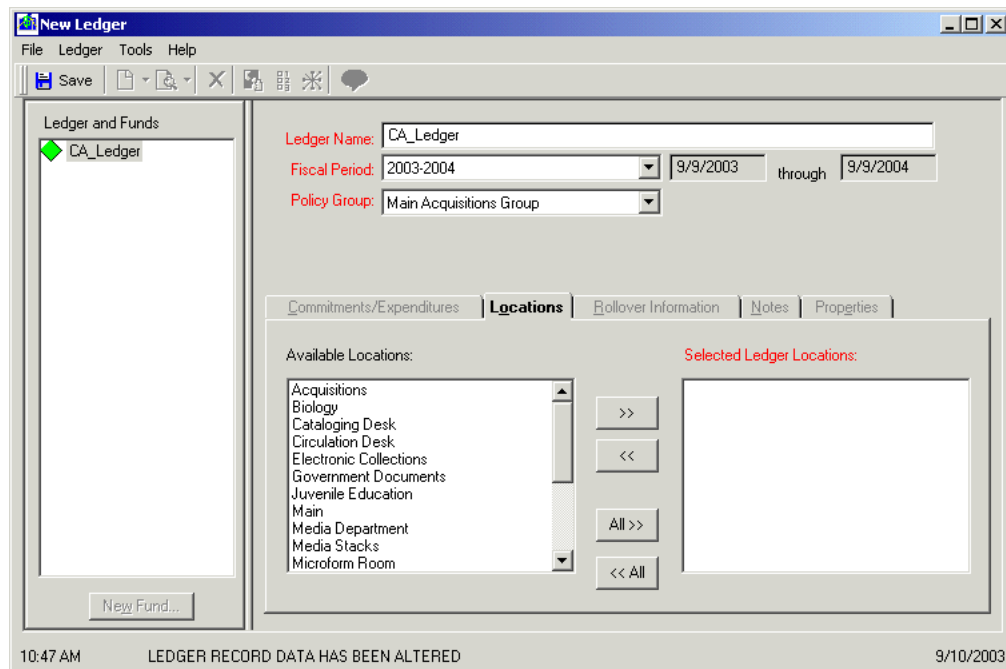 New Ledger
File Ledger Tools Help
Save
Ledger and Funds
CA_Ledger
New Fund...
Ledger Name: CA_Ledger
Fiscal Period: 2003-2004 9/9/2003 through 9/9/2004
Policy Group: Main Acquisitions Group
Commitments/Expenditures Locations Rollover Information Notes Properties
Available Locations:
Acquisitions
Biology
Cataloging Desk
Circulation Desk
Electronic Collections
Government Documents
Juvenile Education
Main
Media Department
Media Stacks
Microform Room
>>
<<
All >>
<< All
Selected Ledger Locations:
10:47 AM LEDGER RECORD DATA HAS BEEN ALTERED 9/10/2003